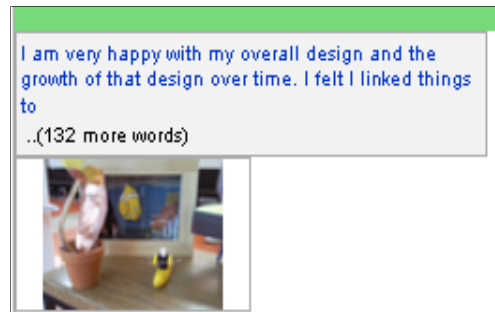 I am very happy with my overall design and the
growth of that design over time. I felt I linked things
to
..(132 more words)